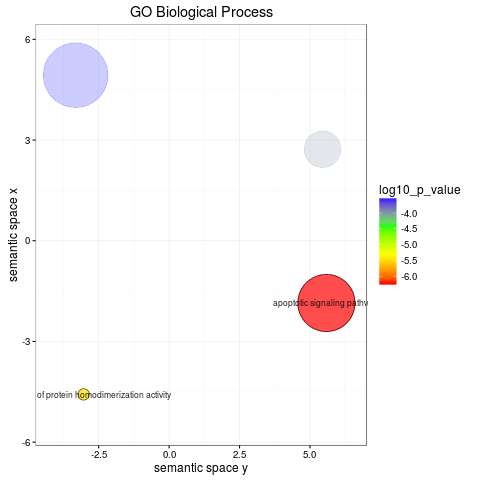 GO Biological Process
6
3
0
-3
-6
semantic space x
apoptotic signaling pathw
of protein homodimerization activity
-2.5
0.0
2.5
5.0
semantic space y
log10_p_value
-4.0
-4.5
-5.0
-5.5
-6.0